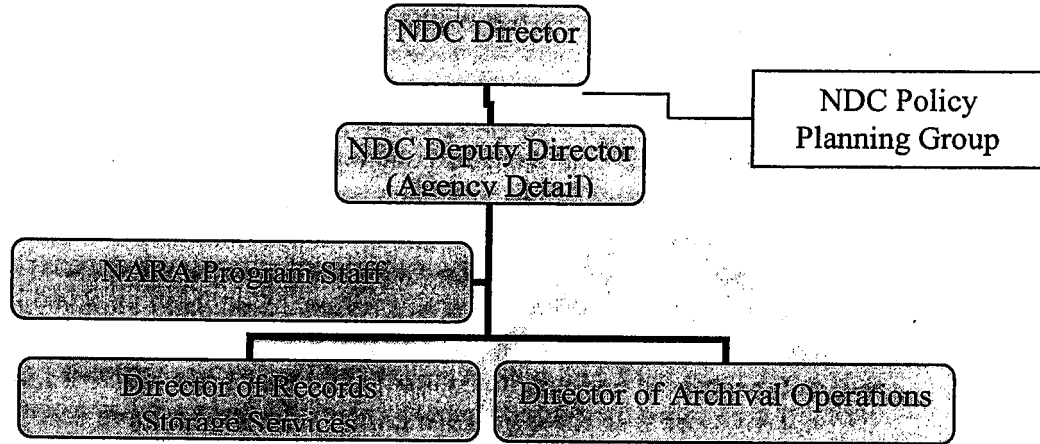 NDC Director
NDC Policy
Planning Group
NDC Deputy Director
(Agency Detail)
NARA Program Staff
Director of Records
Storage Services
Director of Archival Operations